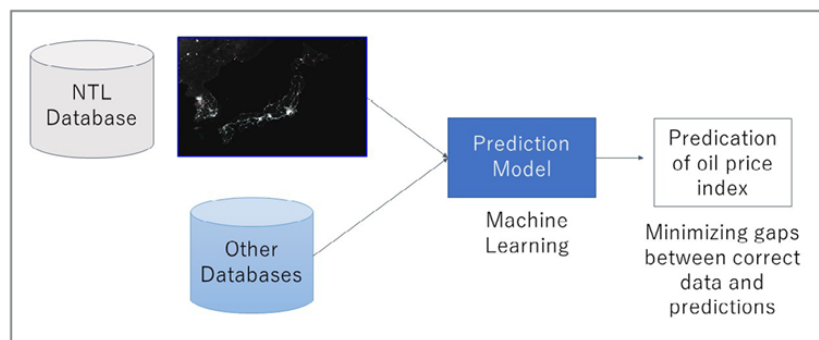 NTL
Database
Other
Databases
Prediction
Model
Machine
Learning
Predication
of oil price
index
Minimizing gaps
between correct
data and
predictions